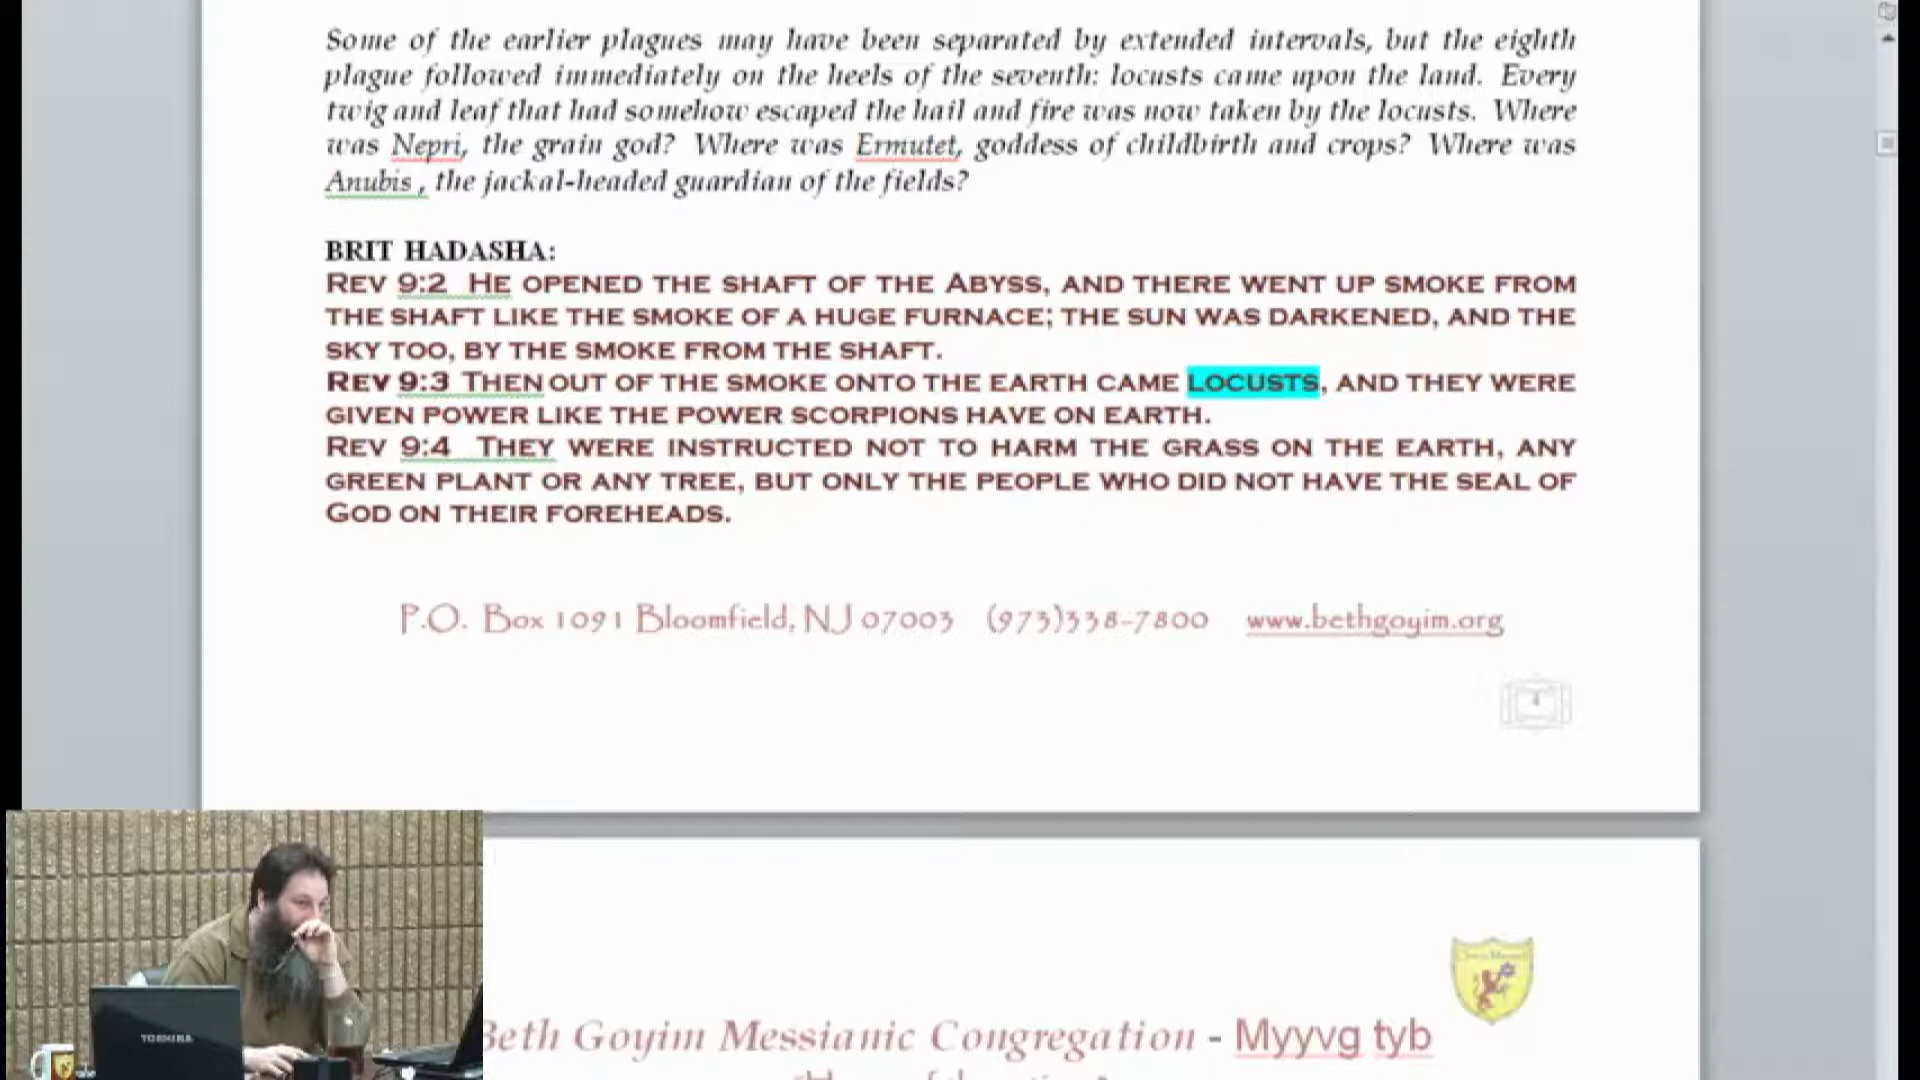 Some of the earlier plagues may have been separated by extended intervals, but the eighth
plague followed immediately on the heels of the seventh: locusts came upon the land. Every
twig and leaf that had somehow escaped the hail and fire was now taken by the locusts. Where
was Nepri, the grain god? Where was Ermutet, goddess of childbirth and crops? Where was
Anubis , the jackal-headed guardian of the fields?
BRIT HADASHA:
REV 9:2 HE OPENED THE SHAFT OF THE ABYSS, AND THERE WENT UP SMOKE FROM
THE SHAFT LIKE THE SMOKE OF A HUGE FURNACE; THE SUN WAS DARKENED, AND THE
SKY TOO, BY THE SMOKE FROM THE SHAFT.
REV 9:3 THEN OUT OF THE SMOKE ONTO THE EARTH CAME LOCUSTS, AND THEY WERE
GIVEN POWER LIKE THE POWER SCORPIONS HAVE ON EARTH.
REV 9:4 THEY WERE INSTRUCTED NOT TO HARM THE GRASS ON THE EARTH, ANY
GREEN PLANT OR ANY TREE, BUT ONLY THE PEOPLE WHO DID NOT HAVE THE SEAL OF
GOD ON THEIR FOREHEADS.
P.O. Box 1091 Bloomfield, NJ 07003 (973)338-7800 www.bethgoyim.org
4
Beth Goyim Messianic Congregation - Myyvg tyb
TOSHIBA